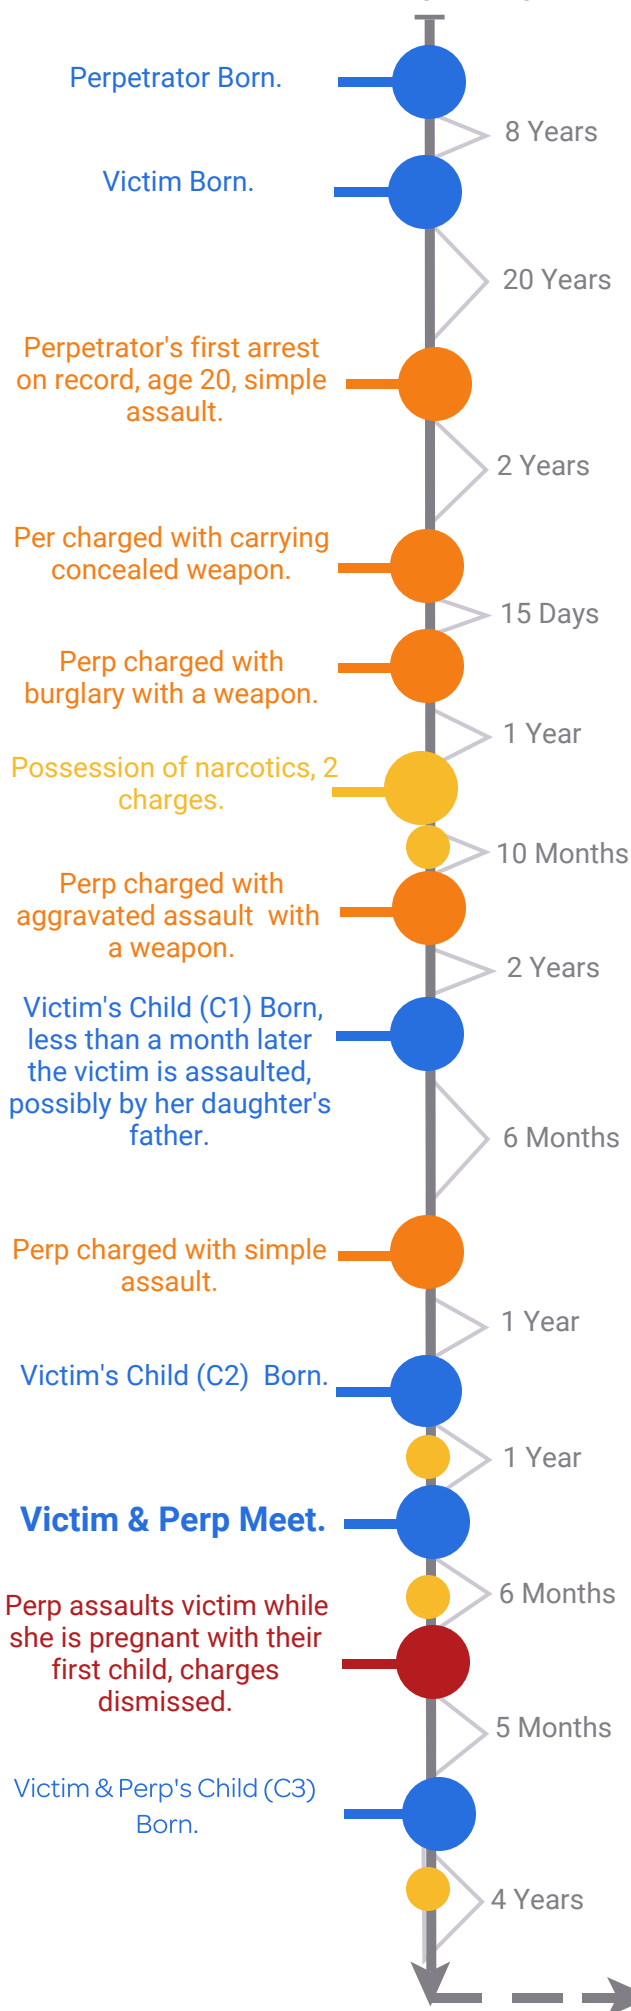 Perpetrator Born.
8 Years
Victim Born.
20 Years
Perpetrator's first arrest
on record, age 20, simple
assault.
2 Years
Per charged with carrying
concealed weapon.
15 Days
Perp charged with
burglary with a weapon.
1 Year
Possession of narcotics, 2
charges.
10 Months
Perp charged with
aggravated assault with
a weapon.
2 Years
Victim's Child (C1) Born,
less than a month later
the victim is assaulted,
possibly by her daughter's
father.
6 Months
Perp charged with simple
assault.
1 Year
Victim's Child (C2) Born.
1 Year
Victim & Perp Meet.
6 Months
Perp assaults victim while
she is pregnant with their
first child, charges
dismissed.
5 Months
Victim & Perp's Child (C3)
Born.
4 Years